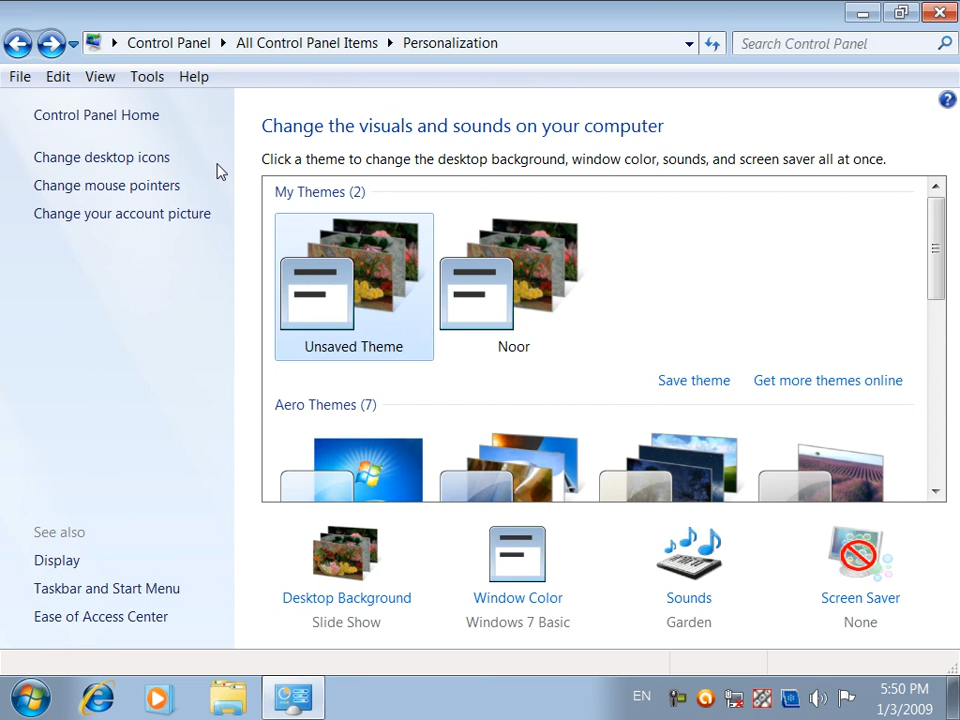 Control Panel All Control Panel Items Personalization
Search Control Panel
File Edit View Tools Help
Control Panel Home
Change desktop icons
Change mouse pointers
Change your account picture
See also
Display
Taskbar and Start Menu
Ease of Access Center
Change the visuals and sounds on your computer
Click a theme to change the desktop background, window color, sounds, and screen saver all at once.
My Themes (2)
Unsaved Theme
Noor
Save theme
Get more themes online
Aero Themes (7)
Desktop Background
Slide Show
Window Color
Windows 7 Basic
Sounds
Garden
Screen Saver
None
EN
5:50 PM
1/3/2009